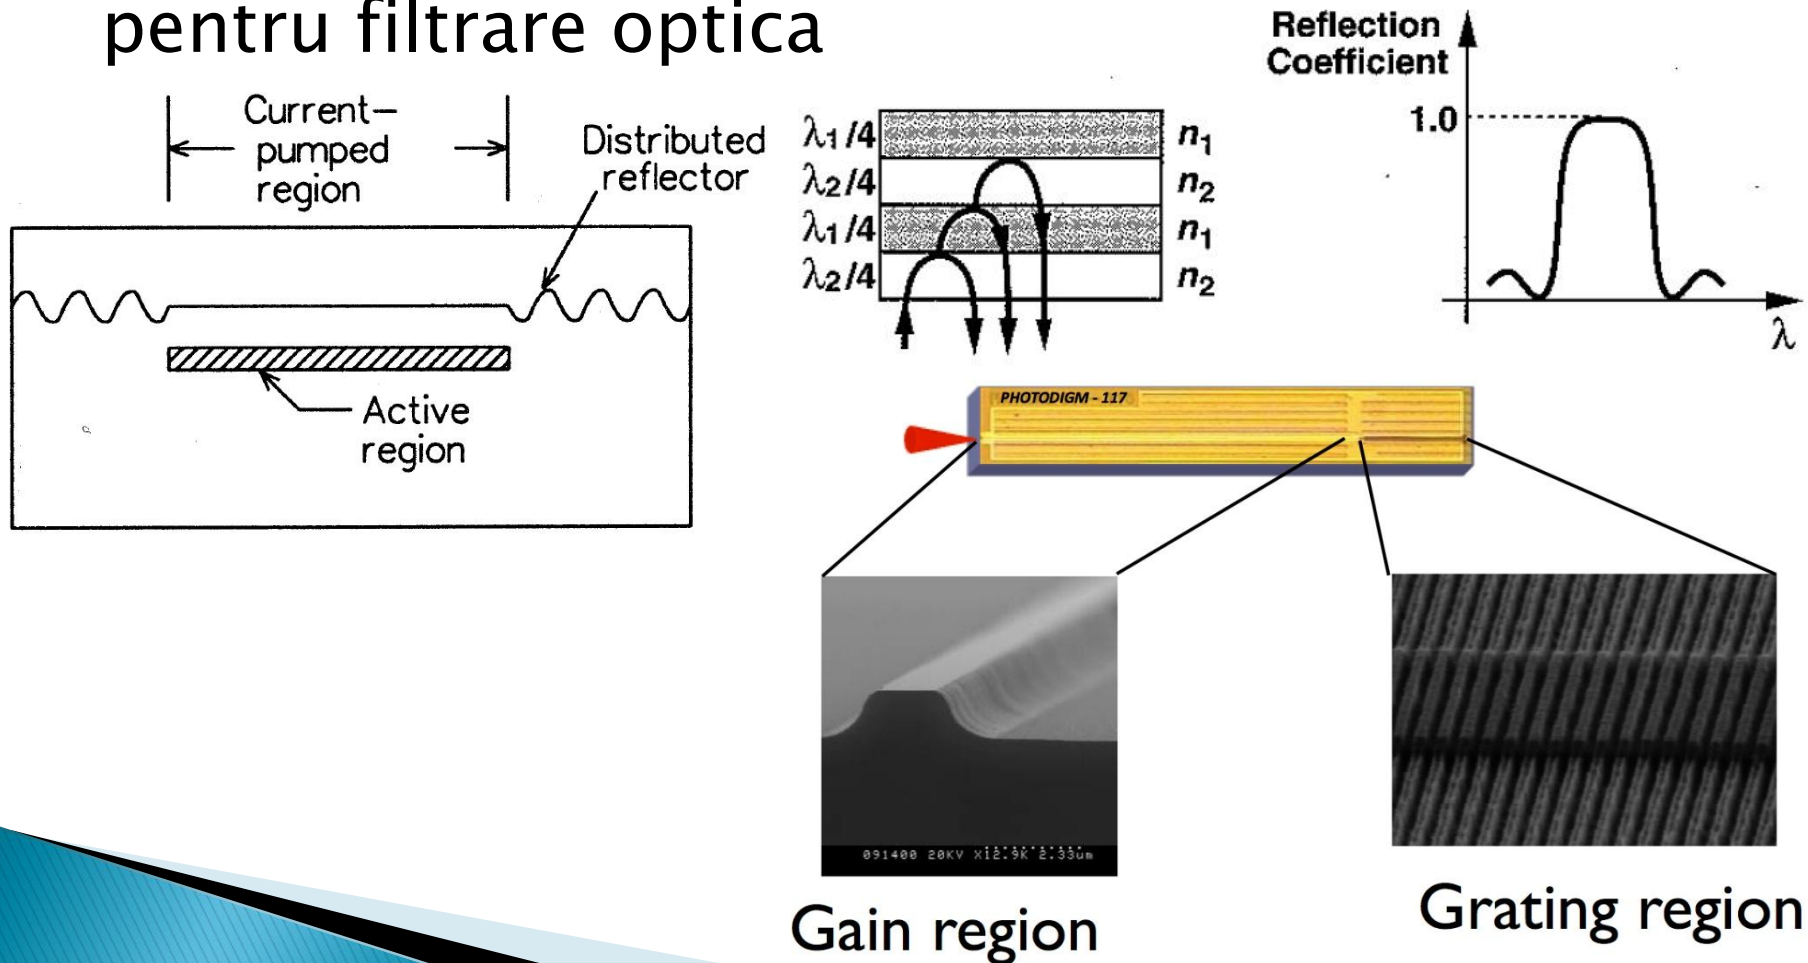 pentru filtrare optica
Current-
pumped
region
Distributed
reflector
Active
region
λ1/4
n1
λ2/4
n2
λ1/4
n1
λ2/4
n2
Reflection
Coefficient
1.0
λ
PHOTODIGM - 117
091400 20KV X12.9K 2.33um
Gain region
Grating region